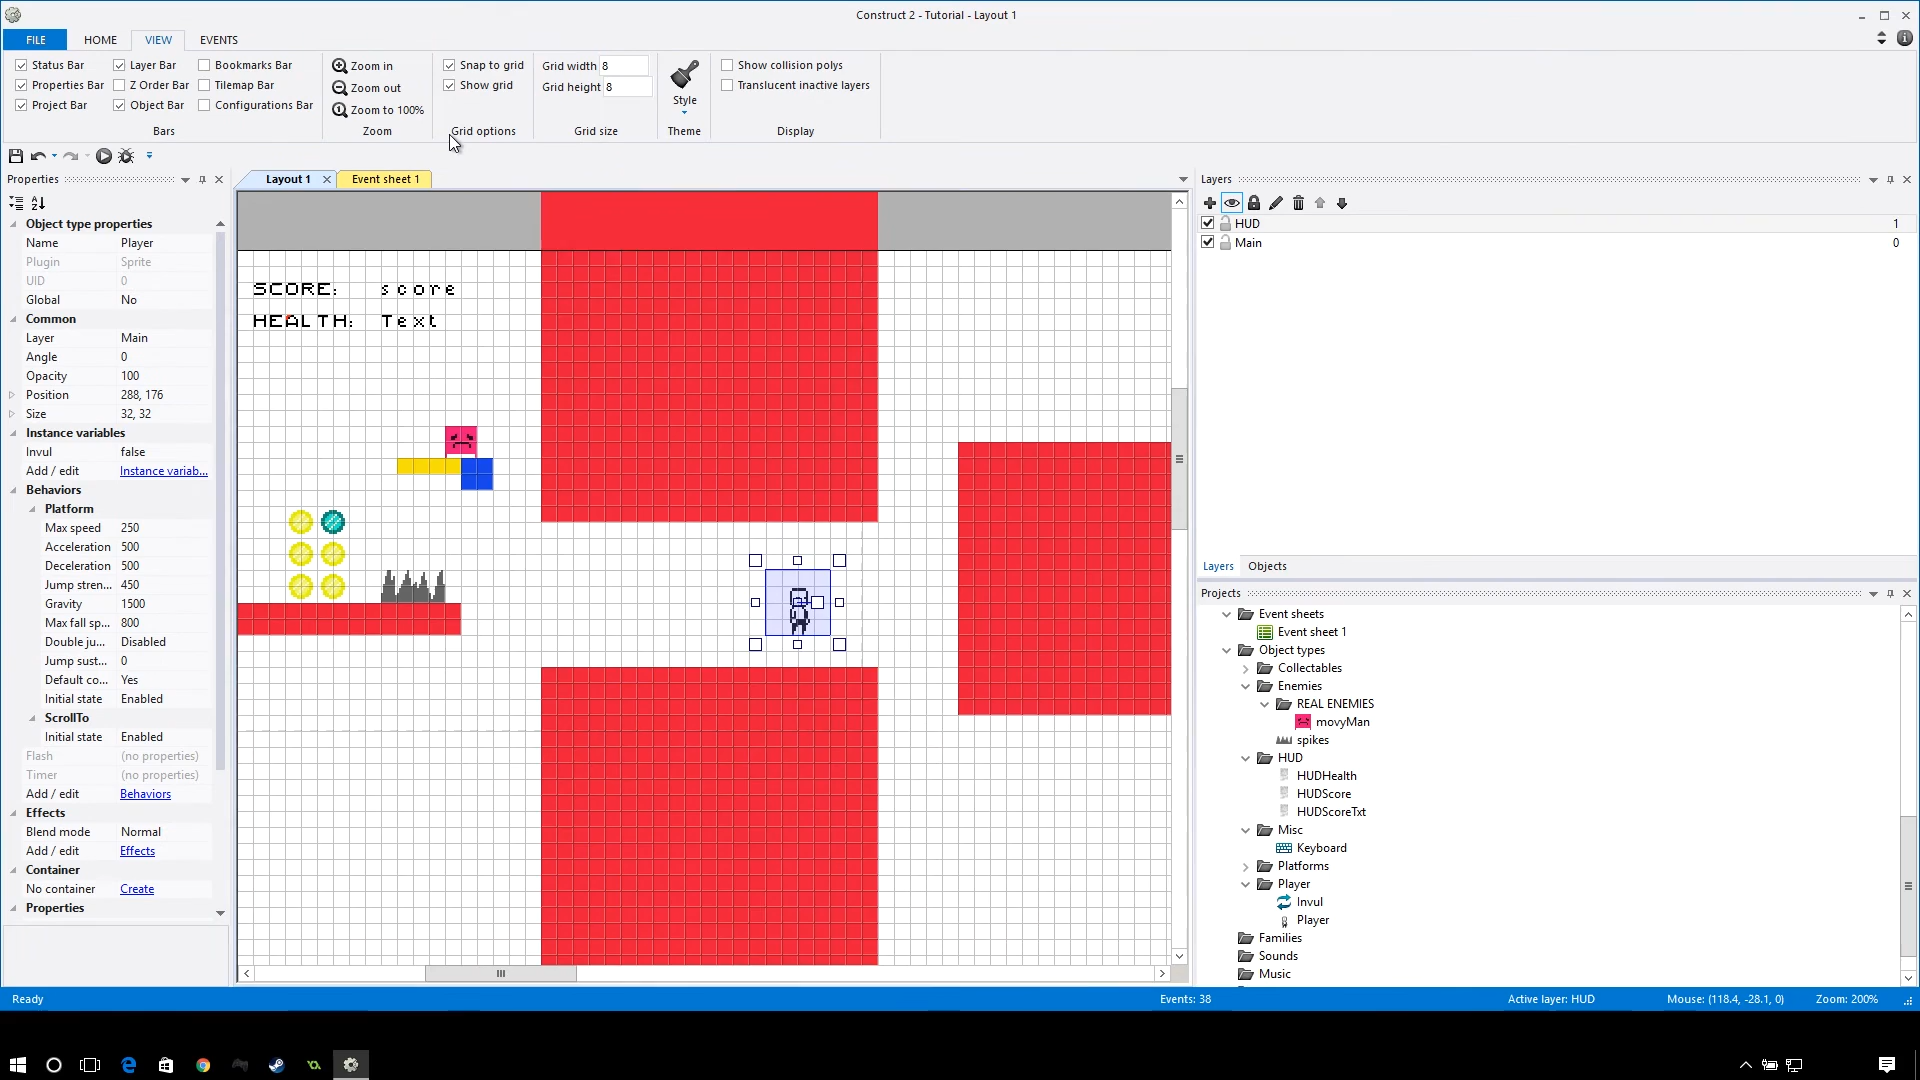 Construct 2 - Tutorial - Layout 1
FILE HOME VIEW EVENTS
Status Bar Layer Bar Bookmarks Bar
Properties Bar Z Order Bar Tilemap Bar
Project Bar Object Bar Configurations Bar
Bars
Zoom in
Zoom out
Zoom to 100%
Zoom
Snap to grid
Show grid
Grid options
Grid width 8
Grid height 8
Grid size
Style
Theme
Show collision polys
Translucent inactive layers
Display
Properties
Object type properties
Name Player
Plugin Sprite
UID 0
Global No
Common
Layer Main
Angle 0
Opacity 100
Position 288, 176
Size 32, 32
Instance variables
Invul false
Add / edit Instance variab...
Behaviors
Platform
Max speed 250
Acceleration 500
Deceleration 500
Jump stren... 450
Gravity 1500
Max fall sp... 800
Double ju... Disabled
Jump sust... 0
Default co... Yes
Initial state Enabled
ScrollTo
Initial state Enabled
Flash (no properties)
Timer (no properties)
Add / edit Behaviors
Effects
Blend mode Normal
Add / edit Effects
Container
No container Create
Properties
Layout 1 Event sheet 1
SCORE: score
HEALTH: Text
Layers
HUD 1
Main 0
Layers Objects
Projects
Event sheets
Event sheet 1
Object types
Collectables
Enemies
REAL ENEMIES
movyMan
spikes
HUD
HUDHealth
HUDScore
HUDScoreTxt
Misc
Keyboard
Platforms
Player
Invul
Player
Families
Sounds
Music
Ready Events: 38 Active layer: HUD Mouse: (118.4, -28.1, 0) Zoom: 200%